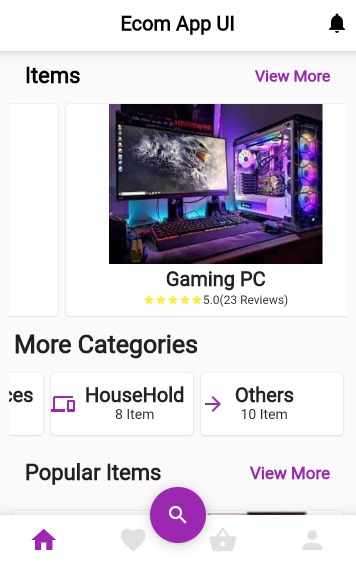 Ecom App UI
Items
View More
Gaming PC
5.0(23 Reviews)
More Categories
ces
HouseHold
8 Item
Others
10 Item
Popular Items
View More